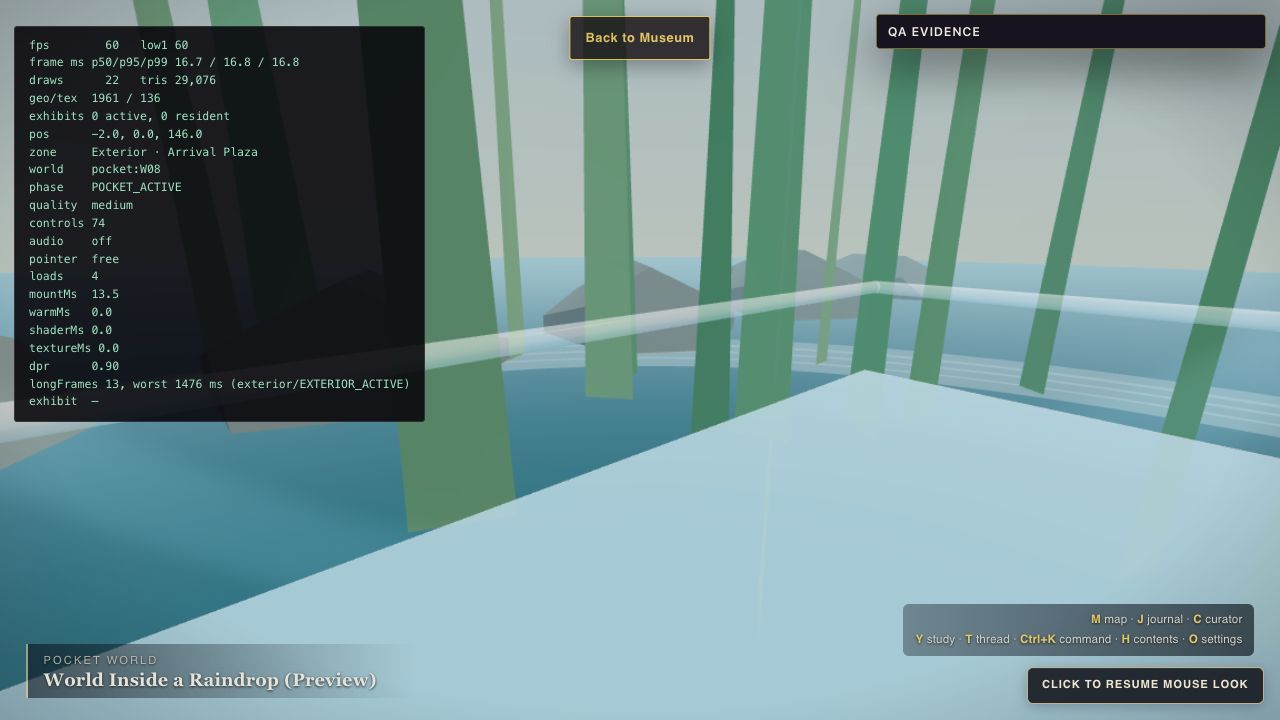 fps 60 low1 60
frame ms p50/p95/p99 16.7 / 16.8 / 16.8
draws 22 tris 29,076
geo/tex 1961 / 136
exhibits 0 active, 0 resident
pos −2.0, 0.0, 146.0
zone Exterior · Arrival Plaza
world pocket:W08
phase POCKET_ACTIVE
quality medium
controls 74
audio off
pointer free
loads 4
mountMs 13.5
warmMs 0.0
shaderMs 0.0
textureMs 0.0
dpr 0.90
longFrames 13, worst 1476 ms (exterior/EXTERIOR_ACTIVE)
exhibit —
Back to Museum
QA EVIDENCE
POCKET WORLD
World Inside a Raindrop (Preview)
M map · J journal · C curator
Y study · T thread · Ctrl+K command · H contents · O settings
CLICK TO RESUME MOUSE LOOK